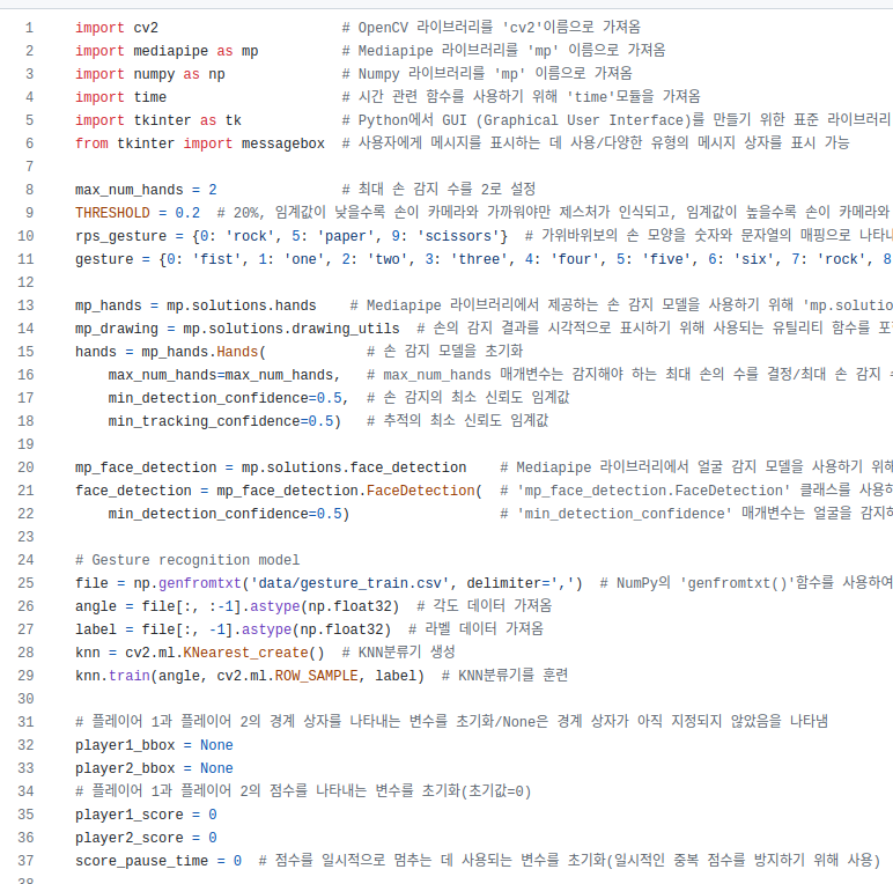 1 import cv2 # OpenCV 라이브러리를 'cv2'이름으로 가져옴
2 import mediapipe as mp # Mediapipe 라이브러리를 'mp' 이름으로 가져옴
3 import numpy as np # Numpy 라이브러리를 'mp' 이름으로 가져옴
4 import time # 시간 관련 함수를 사용하기 위해 'time'모듈을 가져옴
5 import tkinter as tk # Python에서 GUI (Graphical User Interface)를 만들기 위한 표준 라이브러리
6 from tkinter import messagebox # 사용자에게 메시지를 표시하는 데 사용/다양한 유형의 메시지 상자를 표시 가능
7
8 max_num_hands = 2 # 최대 손 감지 수를 2로 설정
9 THRESHOLD = 0.2 # 20%, 임계값이 낮을수록 손이 카메라와 가까워야만 제스처가 인식되고, 임계값이 높을수록 손이 카메라와
10 rps_gesture = {0: 'rock', 5: 'paper', 9: 'scissors'} # 가위바위보의 손 모양을 숫자와 문자열의 매핑으로 나타내
11 gesture = {0: 'fist', 1: 'one', 2: 'two', 3: 'three', 4: 'four', 5: 'five', 6: 'six', 7: 'rock', 8
12
13 mp_hands = mp.solutions.hands # Mediapipe 라이브러리에서 제공하는 손 감지 모델을 사용하기 위해 'mp.solutio
14 mp_drawing = mp.solutions.drawing_utils # 손의 감지 결과를 시각적으로 표시하기 위해 사용되는 유틸리티 함수를 포
15 hands = mp_hands.Hands( # 손 감지 모델을 초기화
16 max_num_hands=max_num_hands, # max_num_hands 매개변수는 감지해야 하는 최대 손의 수를 결정/최대 손 감지
17 min_detection_confidence=0.5, # 손 감지의 최소 신뢰도 임계값
18 min_tracking_confidence=0.5) # 추적의 최소 신뢰도 임계값
19
20 mp_face_detection = mp.solutions.face_detection # Mediapipe 라이브러리에서 얼굴 감지 모델을 사용하기 위해
21 face_detection = mp_face_detection.FaceDetection( # 'mp_face_detection.FaceDetection' 클래스를 사용하
22 min_detection_confidence=0.5) # 'min_detection_confidence' 매개변수는 얼굴을 감지하
23
24 # Gesture recognition model
25 file = np.genfromtxt('data/gesture_train.csv', delimiter=',') # NumPy의 'genfromtxt()'함수를 사용하여
26 angle = file[:, :-1].astype(np.float32) # 각도 데이터 가져옴
27 label = file[:, -1].astype(np.float32) # 라벨 데이터 가져옴
28 knn = cv2.ml.KNearest_create() # KNN분류기 생성
29 knn.train(angle, cv2.ml.ROW_SAMPLE, label) # KNN분류기를 훈련
30
31 # 플레이어 1과 플레이어 2의 경계 상자를 나타내는 변수를 초기화/None은 경계 상자가 아직 지정되지 않았음을 나타냄
32 player1_bbox = None
33 player2_bbox = None
34 # 플레이어 1과 플레이어 2의 점수를 나타내는 변수를 초기화(초기값=0)
35 player1_score = 0
36 player2_score = 0
37 score_pause_time = 0 # 점수를 일시적으로 멈추는 데 사용되는 변수를 초기화(일시적인 중복 점수를 방지하기 위해 사용)
38